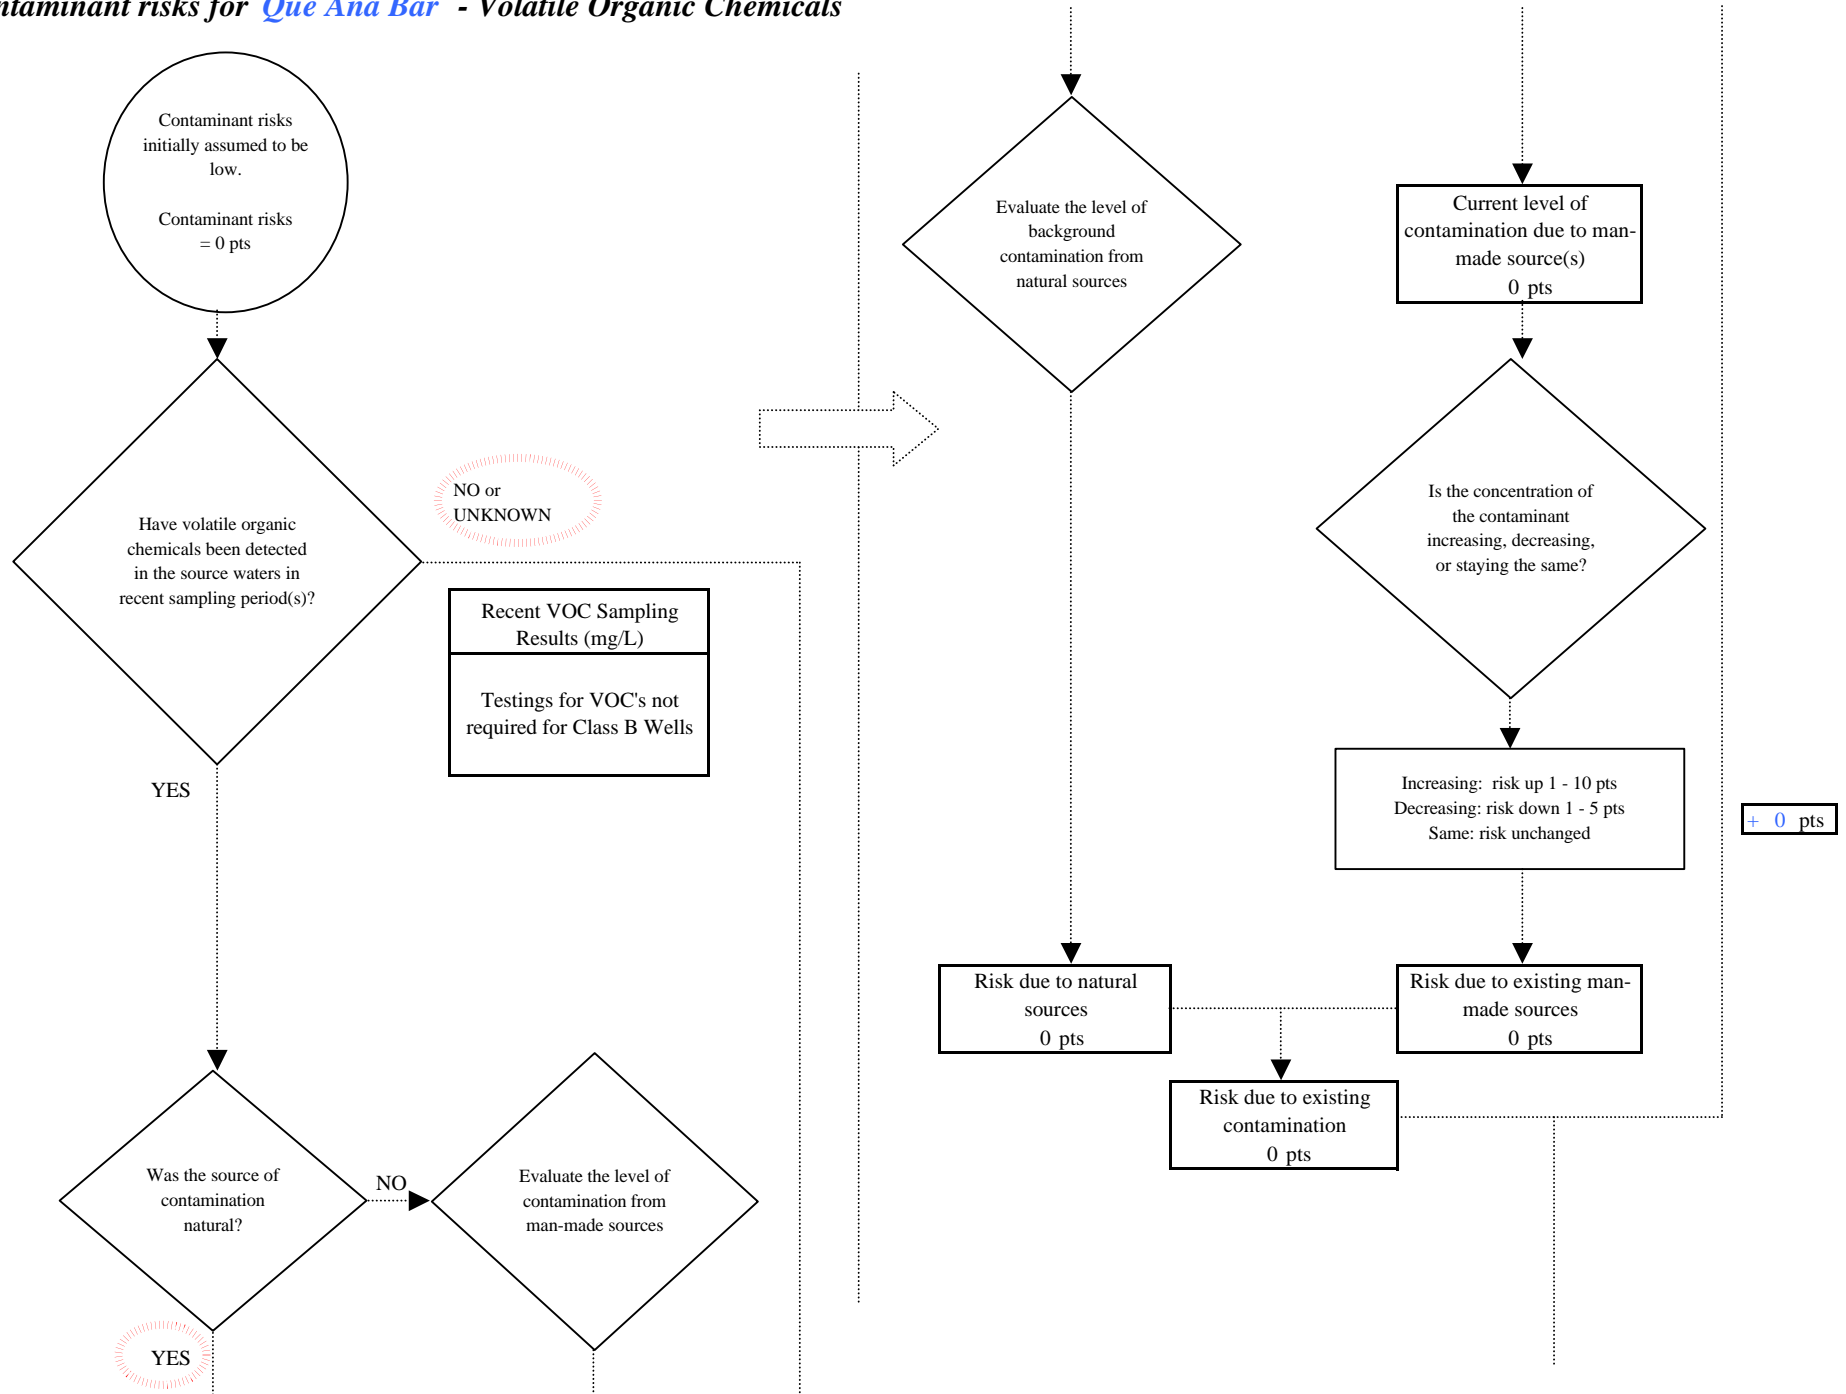 ntaminant risks for Que Ana Bar - Volatile Organic Chemicals
Contaminant risks
initially assumed to be
low.
Contaminant risks
= 0 pts
Have volatile organic
chemicals been detected
in the source waters in
recent sampling period(s)?
NO or
UNKNOWN
Recent VOC Sampling
Results (mg/L)
Testings for VOC's not
required for Class B Wells
YES
Was the source of
contamination
natural?
NO
Evaluate the level of
contamination from
man-made sources
YES
Evaluate the level of
background
contamination from
natural sources
Current level of
contamination due to man-
made source(s)
0 pts
Is the concentration of
the contaminant
increasing, decreasing,
or staying the same?
Increasing: risk up 1 - 10 pts
Decreasing: risk down 1 - 5 pts
Same: risk unchanged
+ 0 pts
Risk due to natural
sources
0 pts
Risk due to existing man-
made sources
0 pts
Risk due to existing
contamination
0 pts